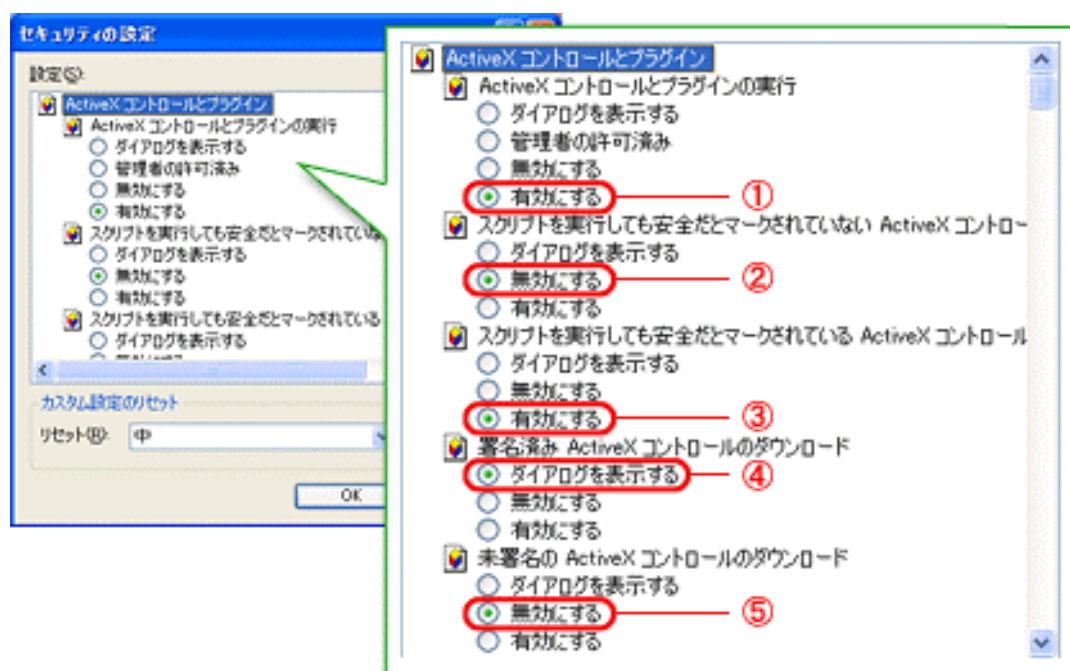 セキュリティの設定
設定(S):
ActiveX コントロールとプラグイン
ActiveX コントロールとプラグインの実行
ダイアログを表示する
管理者の許可済み
無効にする
有効にする
スクリプトを実行しても安全だとマークされていな
ダイアログを表示する
無効にする
有効にする
スクリプトを実行しても安全だとマークされている
ダイアログを表示する
カスタム設定のリセット
リセット(R): 中
OK
ActiveX コントロールとプラグイン
ActiveX コントロールとプラグインの実行
ダイアログを表示する
管理者の許可済み
無効にする
有効にする ①
スクリプトを実行しても安全だとマークされていない ActiveX コントロー
ダイアログを表示する
無効にする ②
有効にする
スクリプトを実行しても安全だとマークされている ActiveX コントロール
ダイアログを表示する
無効にする
有効にする ③
署名済み ActiveX コントロールのダウンロード
ダイアログを表示する ④
無効にする
有効にする
未署名の ActiveX コントロールのダウンロード
ダイアログを表示する
無効にする ⑤
有効にする